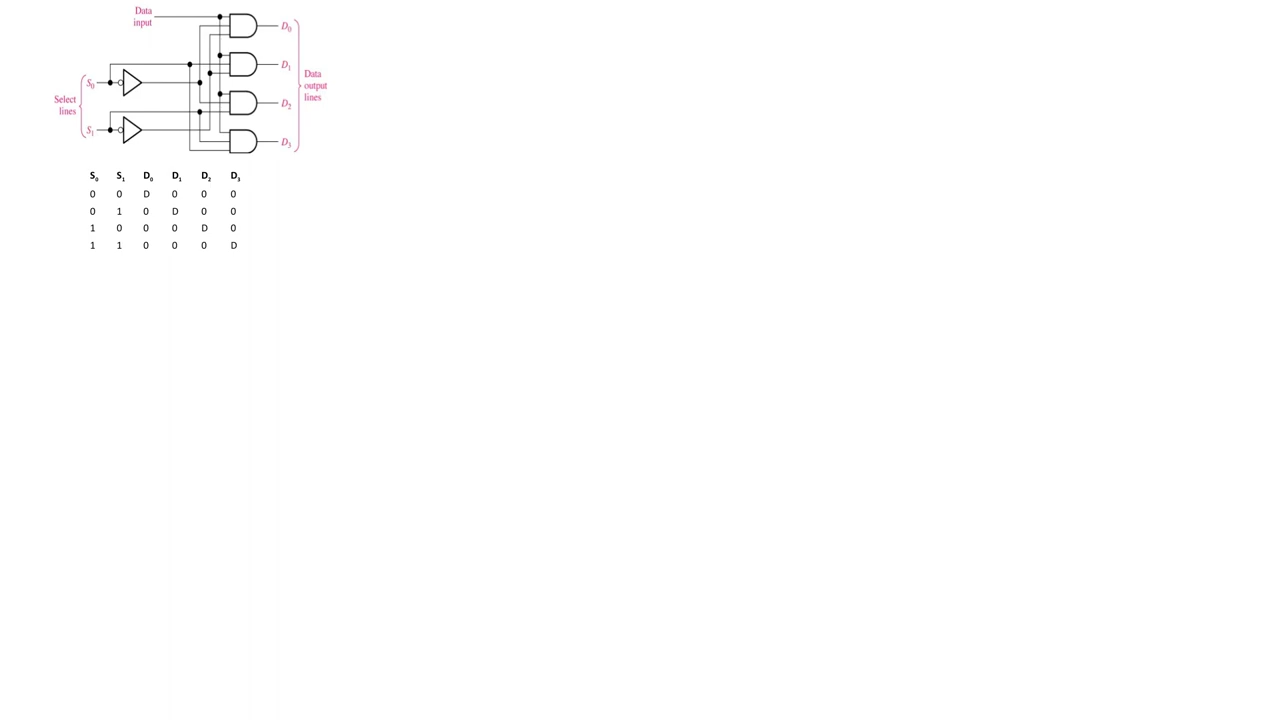 Data
input
D0
D1
Data
output
lines
S0
Select
lines
D2
S1
D3
S0 S1 D0 D1 D2 D3
0 0 D 0 0 0
0 1 0 D 0 0
1 0 0 0 D 0
1 1 0 0 0 D